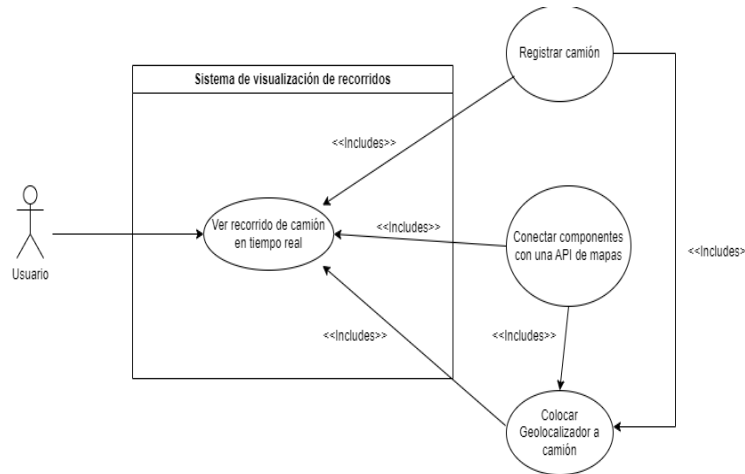 Registrar camión
Sistema de visualización de recorridos
<<Includes>>
Ver recorrido de camión
en tiempo real
<<Includes>>
Conectar componentes
con una API de mapas
<<Includes>
Usuario
<<Includes>>
<<Includes>>
Colocar
Geolocalizador a
camión